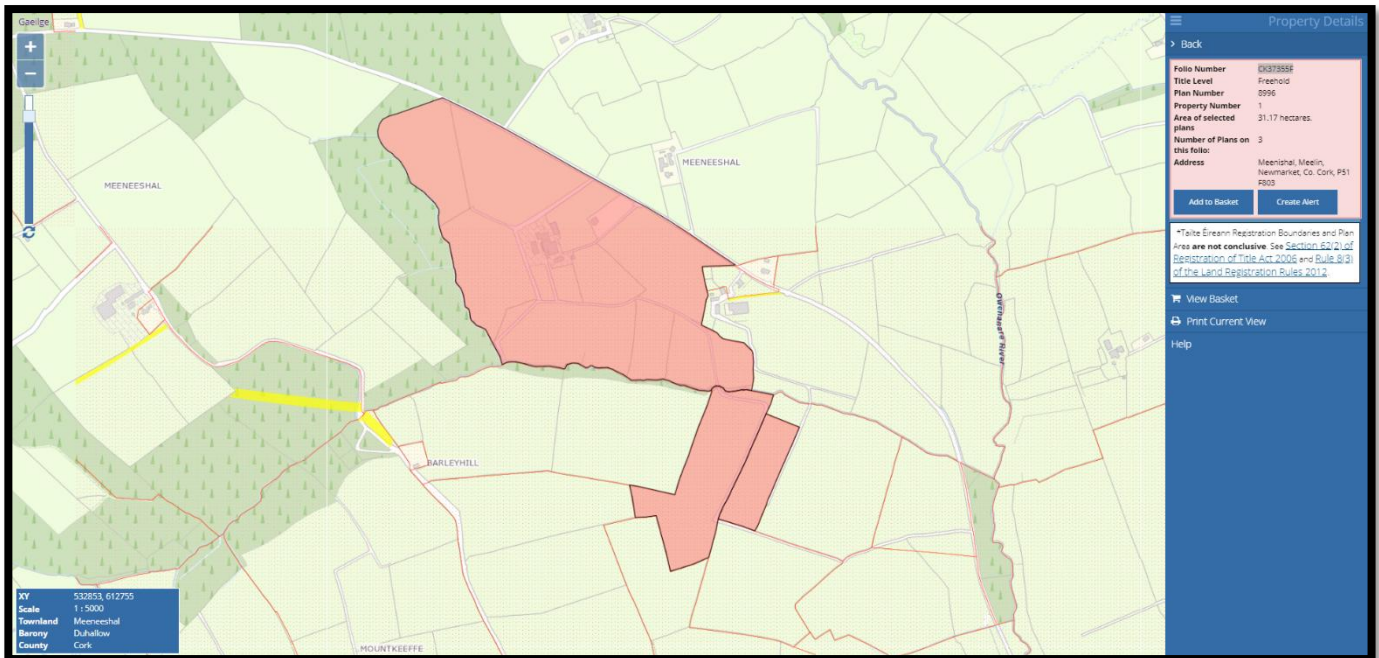 Gaeilge
+
−
MEENEESHAL
MEENEESHAL
Owenanare River
BARLEYHILL
MOUNTKEEFFE
XY 532853, 612755
Scale 1 : 5000
Townland Meeneeshal
Barony Duhallow
County Cork
Property Details
> Back
Folio Number CK37355F
Title Level Freehold
Plan Number 8996
Property Number 1
Area of selected 31.17 hectares.
plans
Number of Plans on 3
this folio:
Address Meenishal, Meelin,
Newmarket, Co. Cork, P51
F803
Add to Basket Create Alert
*Tailte Éireann Registration Boundaries and Plan
Area are not conclusive. See Section 62(2) of
Registration of Title Act 2006 and Rule 8(3)
of the Land Registration Rules 2012.
View Basket
Print Current View
Help